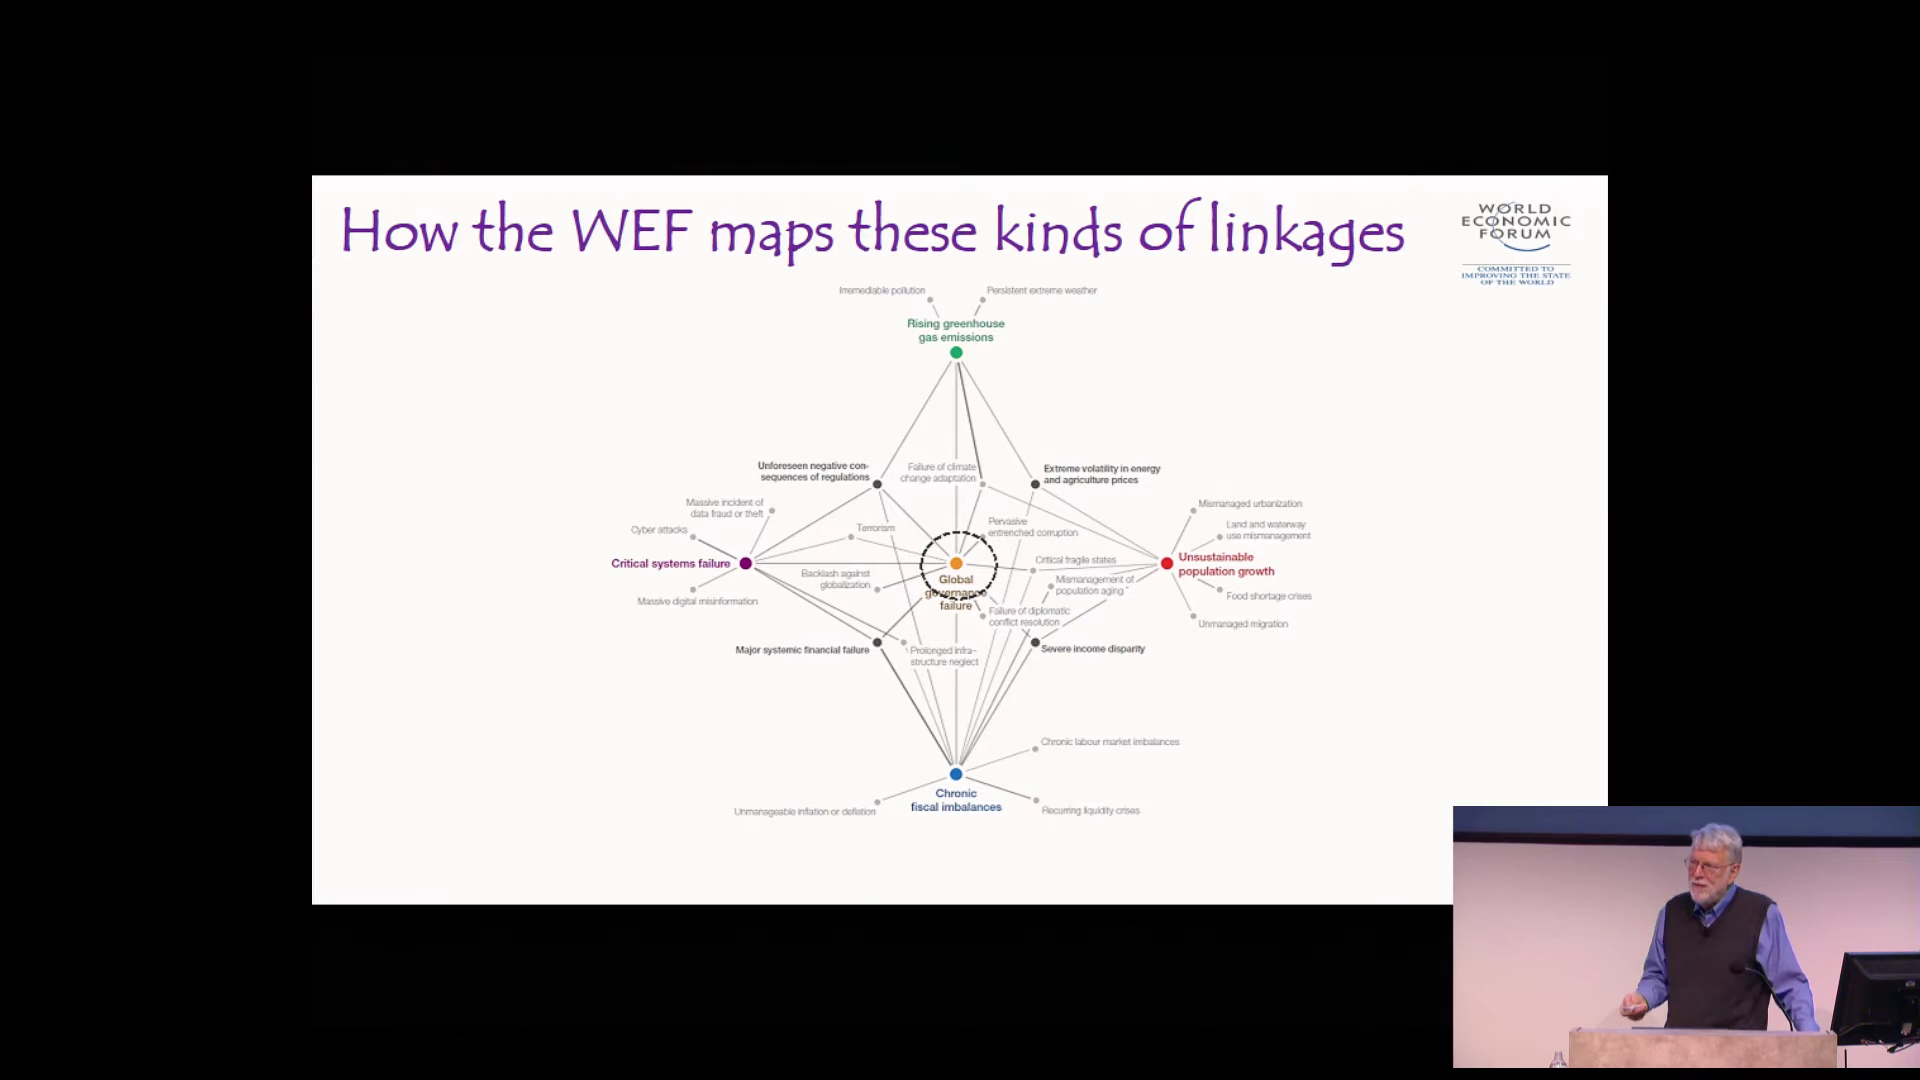 How the WEF maps these kinds of linkages
WORLD
ECONOMIC
FORUM
COMMITTED TO
IMPROVING THE STATE
OF THE WORLD
Irremediable pollution
Persistent extreme weather
Rising greenhouse
gas emissions
Unforeseen negative con-
sequences of regulations
Failure of climate
change adaptation
Extreme volatility in energy
and agriculture prices
Massive incident of
data fraud or theft
Cyber attacks
Terrorism
Pervasive
entrenched corruption
Mismanaged urbanization
Land and waterway
use mismanagement
Critical systems failure
Critical fragile states
Unsustainable
population growth
Backlash against
globalization
Global
governance
failure
Mismanagement of
population aging
Massive digital misinformation
Food shortage crises
Failure of diplomatic
conflict resolution
Unmanaged migration
Major systemic financial failure
Prolonged infra-
structure neglect
Severe income disparity
Chronic labour market imbalances
Chronic
fiscal imbalances
Unmanageable inflation or deflation
Recurring liquidity crises